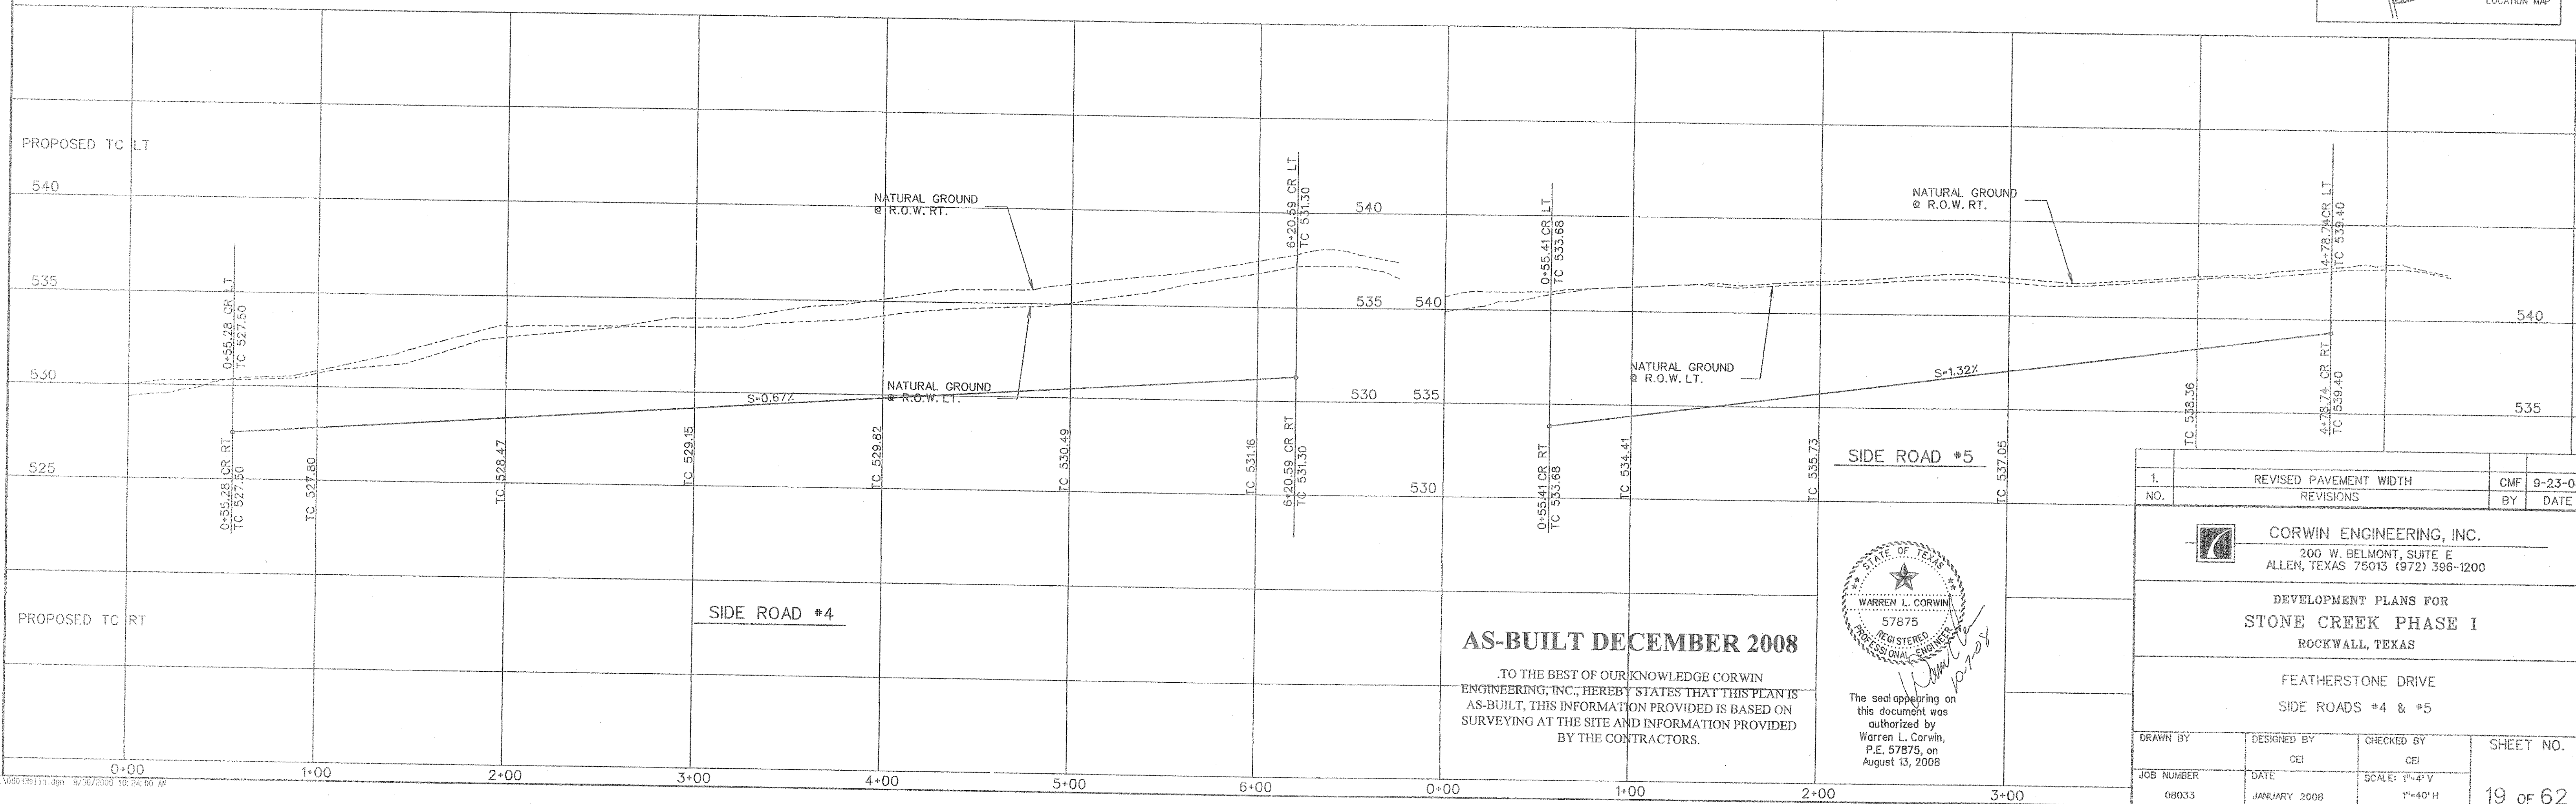 LOCATION MAP
PROPOSED TC LT
540
535
530
525
PROPOSED TC RT
0+55.28 CR LT
TC 527.50
0+55.28 CR RT
TC 527.50
TC 527.80
TC 528.47
TC 529.15
TC 529.82
TC 530.49
TC 531.16
6+20.59 CR LT
TC 531.30
6+20.59 CR RT
TC 531.30
NATURAL GROUND
@ R.O.W. RT.
NATURAL GROUND
@ R.O.W. LT.
S=0.67%
SIDE ROAD #4
540
535
530
540
535
530
0+55.41 CR LT
TC 533.68
0+55.41 CR RT
TC 533.68
TC 534.41
TC 535.73
TC 537.05
TC 538.36
4+78.74 CR LT
TC 539.40
4+78.74 CR RT
TC 539.40
NATURAL GROUND
@ R.O.W. RT.
NATURAL GROUND
@ R.O.W. LT.
S=1.32%
SIDE ROAD #5
540
535
0+00
1+00
2+00
3+00
4+00
5+00
6+00
0+00
1+00
2+00
3+00
AS-BUILT DECEMBER 2008
.TO THE BEST OF OUR KNOWLEDGE CORWIN
ENGINEERING, INC., HEREBY STATES THAT THIS PLAN IS
AS-BUILT, THIS INFORMATION PROVIDED IS BASED ON
SURVEYING AT THE SITE AND INFORMATION PROVIDED
BY THE CONTRACTORS.
STATE OF TEXAS
WARREN L. CORWIN
57875
REGISTERED
PROFESSIONAL ENGINEER
The seal appearing on
this document was
authorized by
Warren L. Corwin,
P.E. 57875, on
August 13, 2008
1. REVISED PAVEMENT WIDTH CMF 9-23-0
NO. REVISIONS BY DATE
CORWIN ENGINEERING, INC.
200 W. BELMONT, SUITE E
ALLEN, TEXAS 75013 (972) 396-1200
DEVELOPMENT PLANS FOR
STONE CREEK PHASE I
ROCKWALL, TEXAS
FEATHERSTONE DRIVE
SIDE ROADS #4 & #5
DRAWN BY DESIGNED BY CHECKED BY SHEET NO.
CEI CEI
JOB NUMBER DATE SCALE: 1"=4' V
08033 JANUARY 2008 1"=40' H 19 OF 62